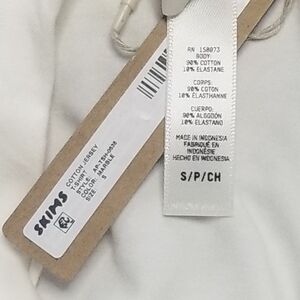 SKIMS
COTTON JERSEY
T-SHIRT
COLOR: MARBLE
SIZE: S
RN 158073
BODY:
90% COTTON
10% ELASTANE
CORPS:
90% COTON
10% ELASTHANNE
CUERPO:
90% ALGODÓN
10% ELASTANO
MADE IN INDONESIA
FABRIQUÉ EN
INDONÉSIE
HECHO EN INDONESIA
S/P/CH